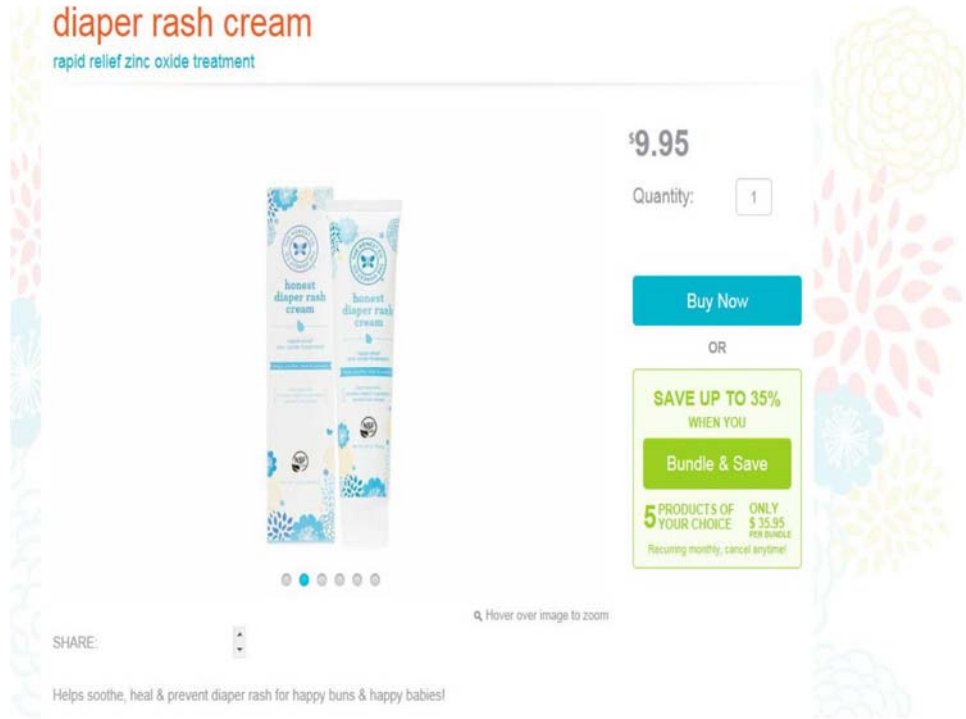 diaper rash cream
rapid relief zinc oxide treatment
$9.95
Quantity: 1
honest
diaper rash
cream
honest
diaper rash
cream
NSF
NSF
Buy Now
OR
SAVE UP TO 35%
WHEN YOU
Bundle & Save
5 PRODUCTS OF YOUR CHOICE
ONLY
$ 35.95
PER BUNDLE
Recurring monthly, cancel anytime!
Hover over image to zoom
SHARE:
Helps soothe, heal & prevent diaper rash for happy buns & happy babies!